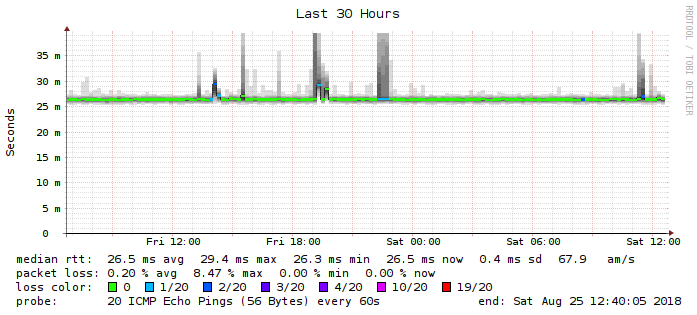 Last 30 Hours
RRDTOOL / TOBI OETIKER
Seconds
35 m
30 m
25 m
20 m
15 m
10 m
5 m
0
Fri 12:00 Fri 18:00 Sat 00:00 Sat 06:00 Sat 12:00
median rtt: 26.5 ms avg 29.4 ms max 26.3 ms min 26.5 ms now 0.4 ms sd 67.9 am/s
packet loss: 0.20 % avg 8.47 % max 0.00 % min 0.00 % now
loss color: 0 1/20 2/20 3/20 4/20 10/20 19/20
probe: 20 ICMP Echo Pings (56 Bytes) every 60s end: Sat Aug 25 12:40:05 2018